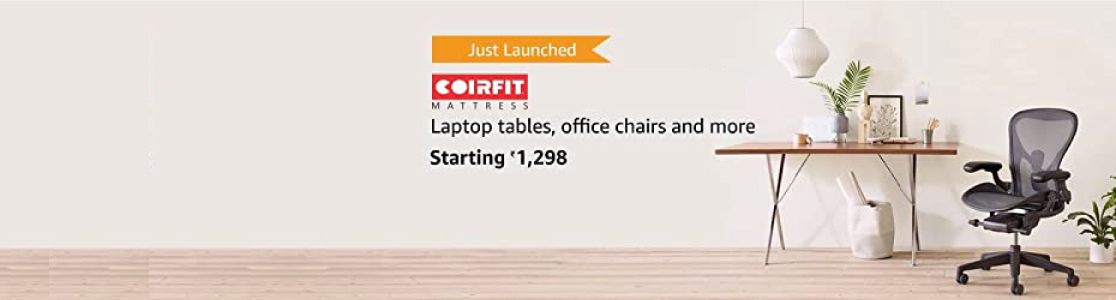 Just Launched
COIRFIT
MATTRESS
Laptop tables, office chairs and more
Starting ₹1,298